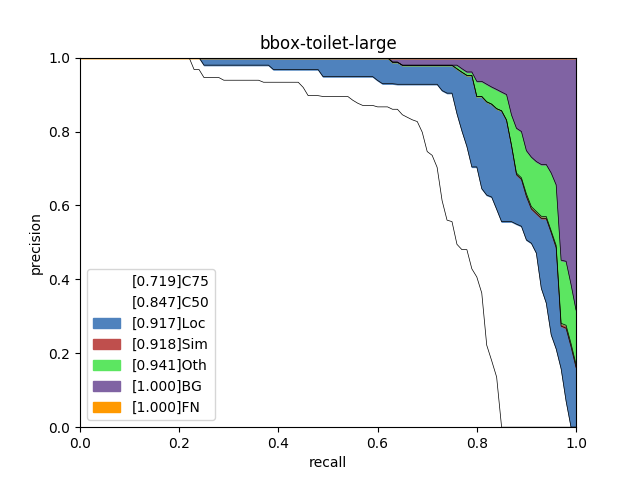 bbox-toilet-large
1.0
0.8
0.6
0.4
0.2
0.0
precision
[0.719]C75
[0.847]C50
[0.917]Loc
[0.918]Sim
[0.941]Oth
[1.000]BG
[1.000]FN
0.0 0.2 0.4 0.6 0.8 1.0
recall